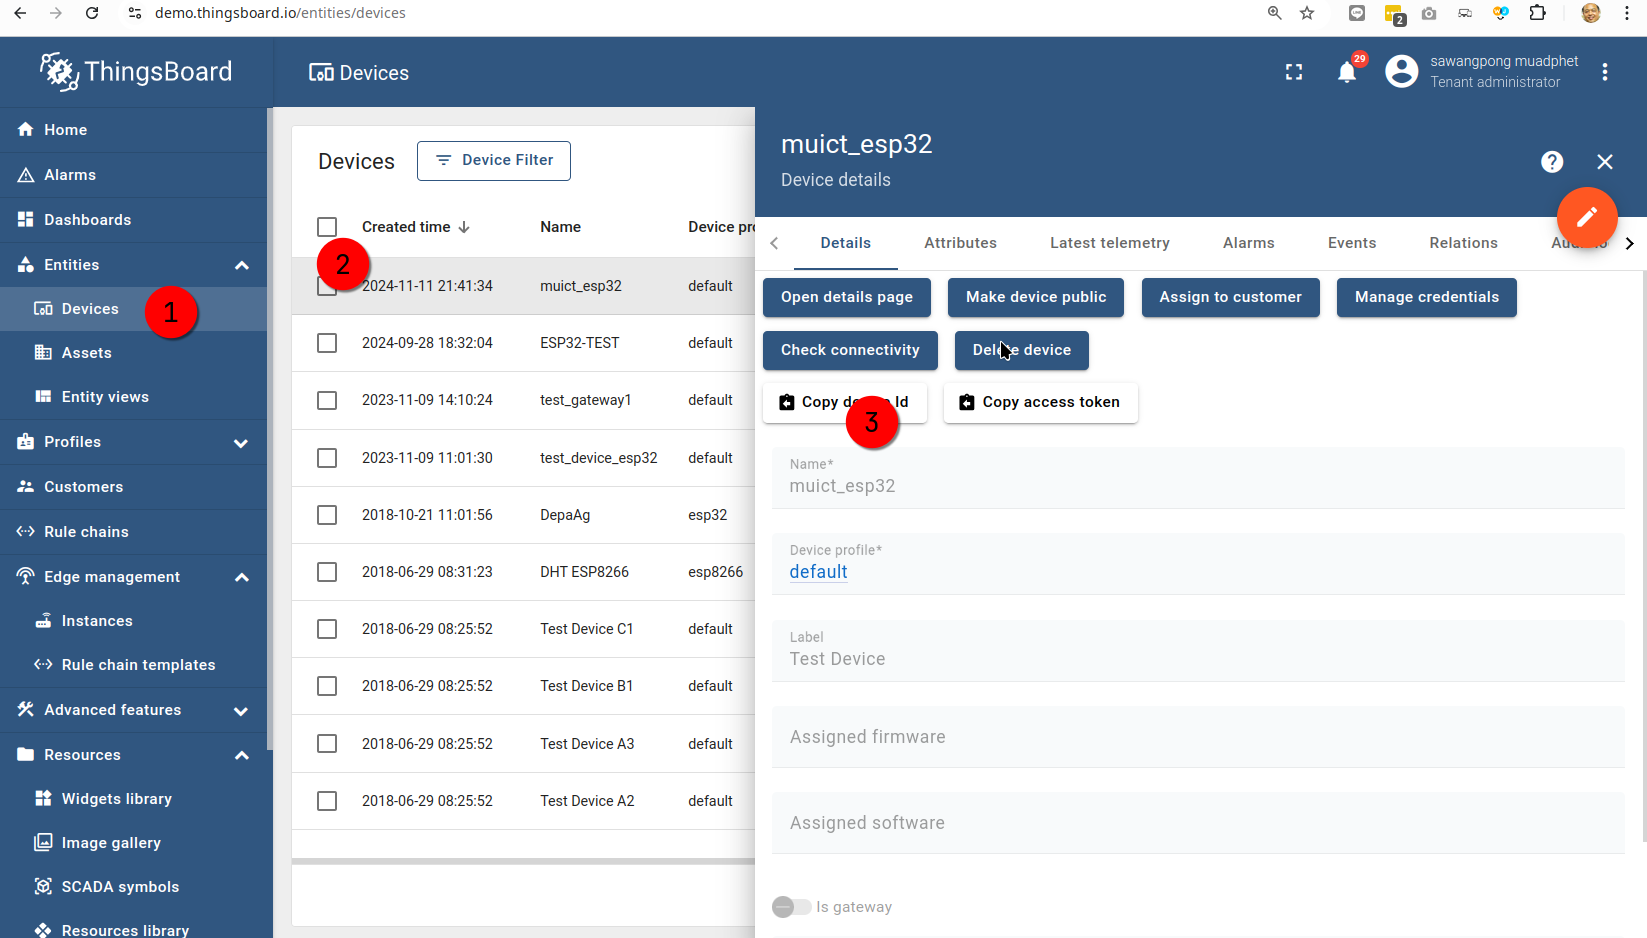 demo.thingsboard.io/entities/devices
2
ThingsBoard
Devices
29
sawangpong muadphet
Tenant administrator
Home
Alarms
Dashboards
Entities
Devices
1
Assets
Entity views
Profiles
Customers
Rule chains
Edge management
Instances
Rule chain templates
Advanced features
Resources
Widgets library
Image gallery
SCADA symbols
Resources library
Devices
Device Filter
Created time Name Device pro
2
2024-11-11 21:41:34 muict_esp32 default
2024-09-28 18:32:04 ESP32-TEST default
2023-11-09 14:10:24 test_gateway1 default
2023-11-09 11:01:30 test_device_esp32 default
2018-10-21 11:01:56 DepaAg esp32
2018-06-29 08:31:23 DHT ESP8266 esp8266
2018-06-29 08:25:52 Test Device C1 default
2018-06-29 08:25:52 Test Device B1 default
2018-06-29 08:25:52 Test Device A3 default
2018-06-29 08:25:52 Test Device A2 default
muict_esp32
Device details
Details Attributes Latest telemetry Alarms Events Relations
Open details page Make device public Assign to customer Manage credentials
Check connectivity Delete device
Copy Id Copy access token
3
Name*
muict_esp32
Device profile*
default
Label
Test Device
Assigned firmware
Assigned software
Is gateway